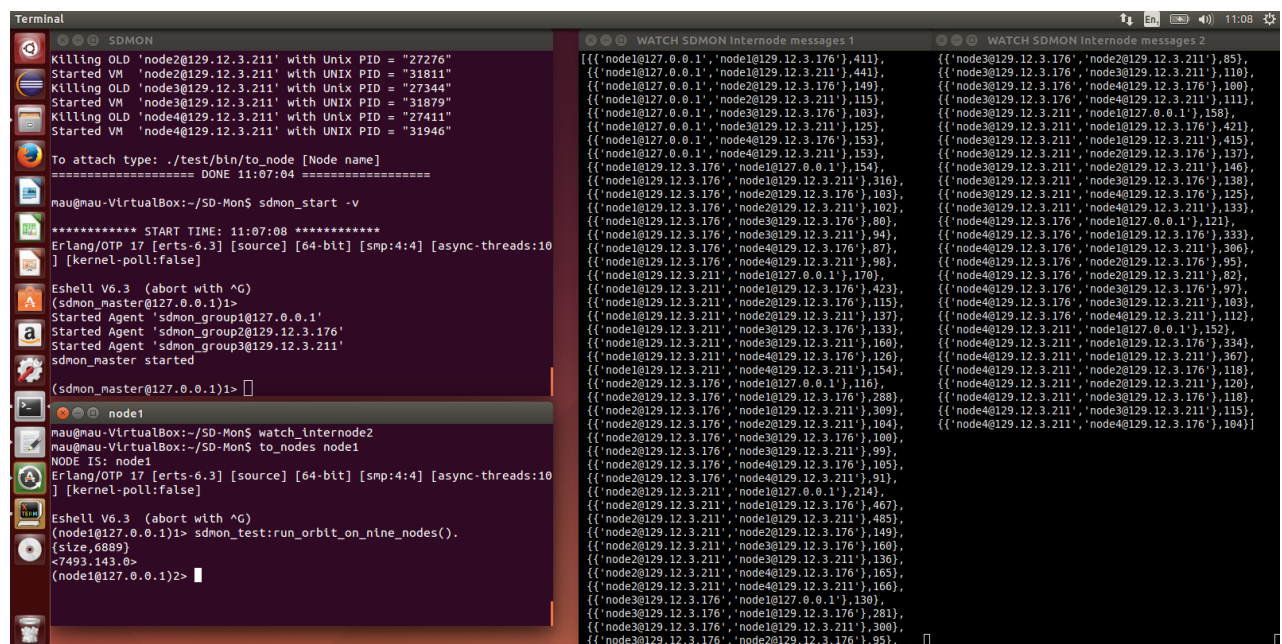 Terminal
En
11:08
SDMON
Killing OLD 'node2@129.12.3.211' with Unix PID = "27276"
Started VM  'node2@129.12.3.211' with UNIX PID = "31811"
Killing OLD 'node3@129.12.3.211' with Unix PID = "27344"
Started VM  'node3@129.12.3.211' with UNIX PID = "31879"
Killing OLD 'node4@129.12.3.211' with Unix PID = "27411"
Started VM  'node4@129.12.3.211' with UNIX PID = "31946"
To attach type: ./test/bin/to_node [Node name]
==================== DONE 11:07:04 ==================
mau@mau-VirtualBox:~/SD-Mon$ sdmon_start -v
************ START TIME: 11:07:08 ************
Erlang/OTP 17 [erts-6.3] [source] [64-bit] [smp:4:4] [async-threads:10
] [kernel-poll:false]
Eshell V6.3  (abort with ^G)
(sdmon_master@127.0.0.1)1>
Started Agent 'sdmon_group1@127.0.0.1'
Started Agent 'sdmon_group2@129.12.3.176'
Started Agent 'sdmon_group3@129.12.3.211'
sdmon_master started
(sdmon_master@127.0.0.1)1>
node1
mau@mau-VirtualBox:~/SD-Mon$ watch_internode2
mau@mau-VirtualBox:~/SD-Mon$ to_nodes node1
NODE IS: node1
Erlang/OTP 17 [erts-6.3] [source] [64-bit] [smp:4:4] [async-threads:10
] [kernel-poll:false]
Eshell V6.3  (abort with ^G)
(node1@127.0.0.1)1> sdmon_test:run_orbit_on_nine_nodes().
{size,6889}
<7493.143.0>
(node1@127.0.0.1)2>
WATCH SDMON Internode messages 1
[{{'node1@127.0.0.1','node1@129.12.3.176'},411},
{{'node1@127.0.0.1','node1@129.12.3.211'},441},
{{'node1@127.0.0.1','node2@129.12.3.176'},149},
{{'node1@127.0.0.1','node2@129.12.3.211'},115},
{{'node1@127.0.0.1','node3@129.12.3.176'},103},
{{'node1@127.0.0.1','node3@129.12.3.211'},125},
{{'node1@127.0.0.1','node4@129.12.3.176'},153},
{{'node1@127.0.0.1','node4@129.12.3.211'},153},
{{'node1@129.12.3.176','node1@127.0.0.1'},154},
{{'node1@129.12.3.176','node1@129.12.3.211'},316},
{{'node1@129.12.3.176','node2@129.12.3.176'},103},
{{'node1@129.12.3.176','node2@129.12.3.211'},102},
{{'node1@129.12.3.176','node3@129.12.3.176'},80},
{{'node1@129.12.3.176','node3@129.12.3.211'},94},
{{'node1@129.12.3.176','node4@129.12.3.176'},87},
{{'node1@129.12.3.176','node4@129.12.3.211'},98},
{{'node1@129.12.3.211','node1@127.0.0.1'},170},
{{'node1@129.12.3.211','node1@129.12.3.176'},423},
{{'node1@129.12.3.211','node2@129.12.3.176'},115},
{{'node1@129.12.3.211','node2@129.12.3.211'},137},
{{'node1@129.12.3.211','node3@129.12.3.176'},133},
{{'node1@129.12.3.211','node3@129.12.3.211'},160},
{{'node1@129.12.3.211','node4@129.12.3.176'},126},
{{'node1@129.12.3.211','node4@129.12.3.211'},154},
{{'node2@129.12.3.176','node1@127.0.0.1'},116},
{{'node2@129.12.3.176','node1@129.12.3.176'},288},
{{'node2@129.12.3.176','node1@129.12.3.211'},309},
{{'node2@129.12.3.176','node2@129.12.3.211'},104},
{{'node2@129.12.3.176','node3@129.12.3.176'},100},
{{'node2@129.12.3.176','node3@129.12.3.211'},99},
{{'node2@129.12.3.176','node4@129.12.3.176'},105},
{{'node2@129.12.3.176','node4@129.12.3.211'},91},
{{'node2@129.12.3.211','node1@127.0.0.1'},214},
{{'node2@129.12.3.211','node1@129.12.3.176'},467},
{{'node2@129.12.3.211','node1@129.12.3.211'},485},
{{'node2@129.12.3.211','node2@129.12.3.176'},149},
{{'node2@129.12.3.211','node3@129.12.3.176'},160},
{{'node2@129.12.3.211','node3@129.12.3.211'},136},
{{'node2@129.12.3.211','node4@129.12.3.176'},165},
{{'node2@129.12.3.211','node4@129.12.3.211'},166},
{{'node3@129.12.3.176','node1@127.0.0.1'},130},
{{'node3@129.12.3.176','node1@129.12.3.176'},281},
{{'node3@129.12.3.176','node1@129.12.3.211'},300},
{{'node3@129.12.3.176','node2@129.12.3.176'},95},
WATCH SDMON Internode messages 2
{{'node3@129.12.3.176','node2@129.12.3.211'},85},
{{'node3@129.12.3.176','node3@129.12.3.211'},110},
{{'node3@129.12.3.176','node4@129.12.3.176'},100},
{{'node3@129.12.3.176','node4@129.12.3.211'},111},
{{'node3@129.12.3.211','node1@127.0.0.1'},158},
{{'node3@129.12.3.211','node1@129.12.3.176'},421},
{{'node3@129.12.3.211','node1@129.12.3.211'},415},
{{'node3@129.12.3.211','node2@129.12.3.176'},137},
{{'node3@129.12.3.211','node2@129.12.3.211'},146},
{{'node3@129.12.3.211','node3@129.12.3.176'},138},
{{'node3@129.12.3.211','node4@129.12.3.176'},125},
{{'node3@129.12.3.211','node4@129.12.3.211'},133},
{{'node4@129.12.3.176','node1@127.0.0.1'},121},
{{'node4@129.12.3.176','node1@129.12.3.176'},333},
{{'node4@129.12.3.176','node1@129.12.3.211'},306},
{{'node4@129.12.3.176','node2@129.12.3.176'},95},
{{'node4@129.12.3.176','node2@129.12.3.211'},82},
{{'node4@129.12.3.176','node3@129.12.3.176'},97},
{{'node4@129.12.3.176','node3@129.12.3.211'},103},
{{'node4@129.12.3.176','node4@129.12.3.211'},112},
{{'node4@129.12.3.211','node1@127.0.0.1'},152},
{{'node4@129.12.3.211','node1@129.12.3.176'},334},
{{'node4@129.12.3.211','node1@129.12.3.211'},367},
{{'node4@129.12.3.211','node2@129.12.3.176'},118},
{{'node4@129.12.3.211','node2@129.12.3.211'},120},
{{'node4@129.12.3.211','node3@129.12.3.176'},118},
{{'node4@129.12.3.211','node3@129.12.3.211'},115},
{{'node4@129.12.3.211','node4@129.12.3.176'},104}]